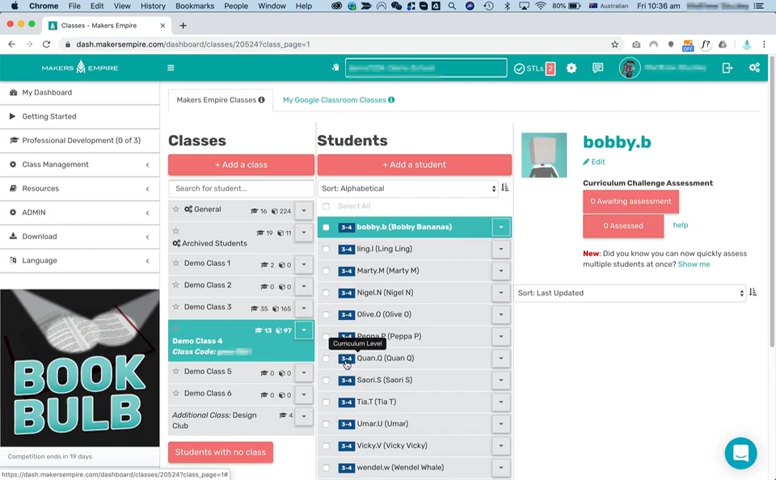 Chrome File Edit View History Bookmarks People Window Help 80% Australian Fri 10:36 am
Classes - Makers Empire
dash.makersempire.com/dashboard/classes/20524?class_page=1
MAKERS EMPIRE STLs 2
My Dashboard
Getting Started
Professional Development (0 of 3)
Class Management
Resources
ADMIN
Download
Language
BOOK
BULB
Competition ends in 19 days
https://dash.makersempire.com/dashboard/classes/20524?class_page=1#
Makers Empire Classes
My Google Classroom Classes
Classes
+ Add a class
Search for student...
General 16 224
19 11
Archived Students
Demo Class 1 2 0
Demo Class 2 0 0
Demo Class 3 35 165
13 97
Demo Class 4
Class Code:
Demo Class 5 0 0
Demo Class 6 0 0
Additional Class: Design 4
Club
Students with no class
Students
+ Add a student
Sort: Alphabetical
Select All
3-4 bobby.b (Bobby Bananas)
3-4 ling.l (Ling Ling)
3-4 Marty.M (Marty M)
3-4 Nigel.N (Nigel N)
3-4 Olive.O (Olive O)
3-4 Peppa.P (Peppa P)
Curriculum Level
3-4 Quan.Q (Quan Q)
3-4 Saori.S (Saori S)
3-4 Tia.T (Tia T)
3-4 Umar.U (Umar)
3-4 Vicky.V (Vicky Vicky)
3-4 wendel.w (Wendel Whale)
bobby.b
Edit
Curriculum Challenge Assessment
0 Awaiting assessment
0 Assessed help
New: Did you know you can now quickly assess
multiple students at once? Show me
Sort: Last Updated